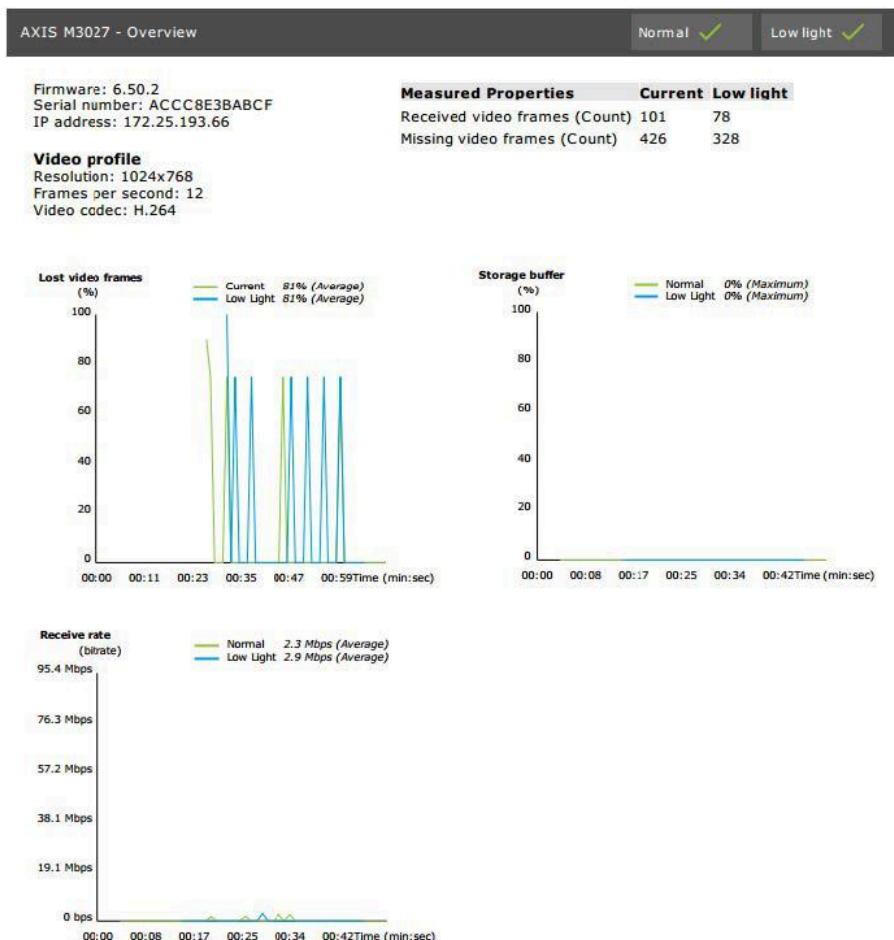 AXIS M3027 - Overview
Normal
Low light
Firmware: 6.50.2
Serial number: ACCC8E3BABCF
IP address: 172.25.193.66
Video profile
Resolution: 1024x768
Frames per second: 12
Video codec: H.264
Measured Properties Current Low light
Received video frames (Count) 101 78
Missing video frames (Count) 426 328
Lost video frames
(%)
Current 81% (Average)
Low Light 81% (Average)
100
80
60
40
20
0
00:00 00:11 00:23 00:35 00:47 00:59Time (min:sec)
Storage buffer
(%)
Normal 0% (Maximum)
Low Light 0% (Maximum)
100
80
60
40
20
0
00:00 00:08 00:17 00:25 00:34 00:42Time (min:sec)
Receive rate
(bitrate)
Normal 2.3 Mbps (Average)
Low Light 2.9 Mbps (Average)
95.4 Mbps
76.3 Mbps
57.2 Mbps
38.1 Mbps
19.1 Mbps
0 bps
00:00 00:08 00:17 00:25 00:34 00:42Time (min:sec)